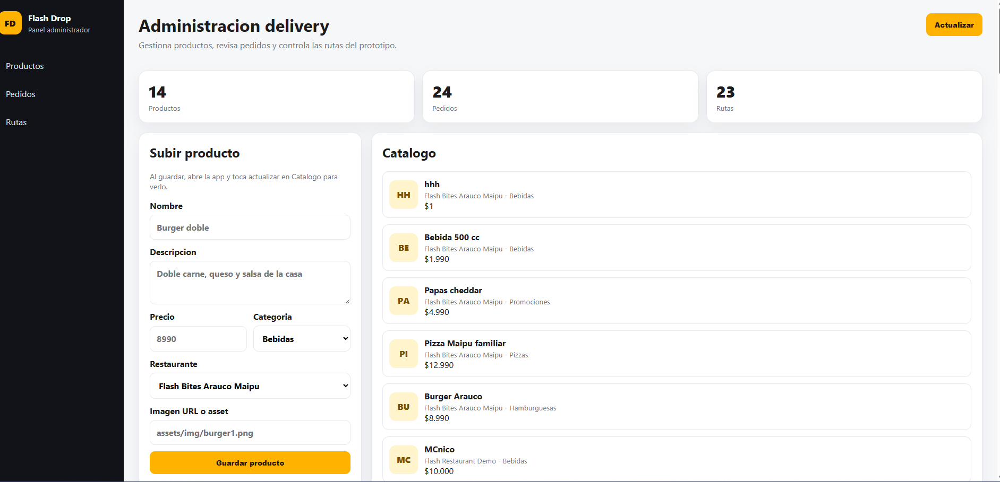 FD
Flash Drop
Panel administrador
Productos
Pedidos
Rutas
Administracion delivery
Gestiona productos, revisa pedidos y controla las rutas del prototipo.
Actualizar
14
Productos
24
Pedidos
23
Rutas
Subir producto
Al guardar, abre la app y toca actualizar en Catalogo para
verlo.
Nombre
Burger doble
Descripcion
Doble carne, queso y salsa de la casa
Precio
8990
Categoria
Bebidas
Restaurante
Flash Bites Arauco Maipu
Imagen URL o asset
assets/img/burger1.png
Guardar producto
Catalogo
HH
hhh
Flash Bites Arauco Maipu - Bebidas
$1
BE
Bebida 500 cc
Flash Bites Arauco Maipu - Bebidas
$1.990
PA
Papas cheddar
Flash Bites Arauco Maipu - Promociones
$4.990
PI
Pizza Maipu familiar
Flash Bites Arauco Maipu - Pizzas
$12.990
BU
Burger Arauco
Flash Bites Arauco Maipu - Hamburguesas
$8.990
MC
MCnico
Flash Restaurant Demo - Bebidas
$10.000